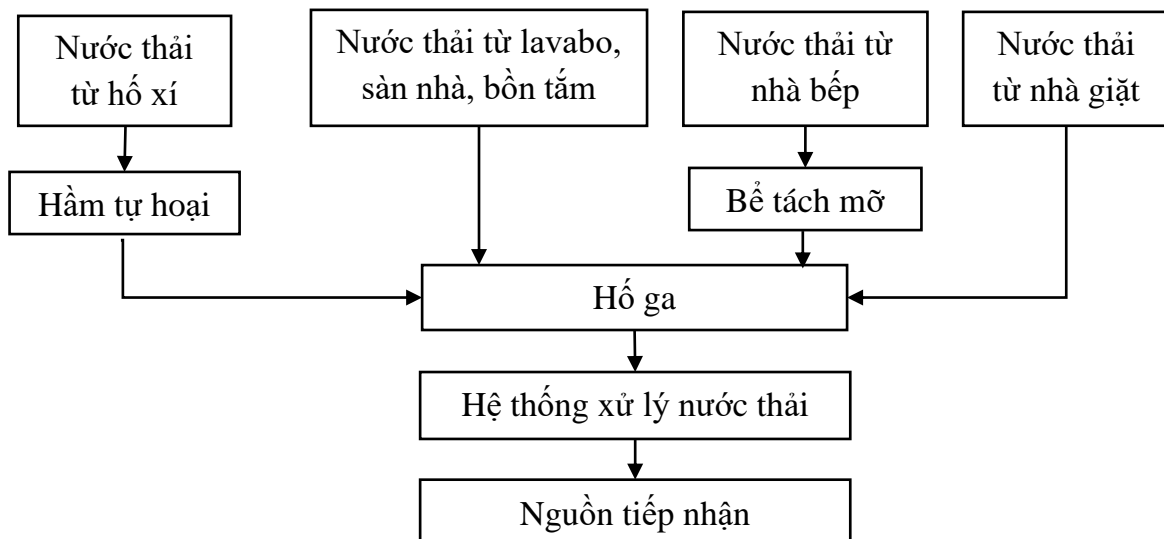 Nước thải
từ hố xí
Nước thải từ lavabo,
sàn nhà, bồn tắm
Nước thải từ
nhà bếp
Nước thải
từ nhà giặt
Hầm tự hoại
Bể tách mỡ
Hố ga
Hệ thống xử lý nước thải
Nguồn tiếp nhận